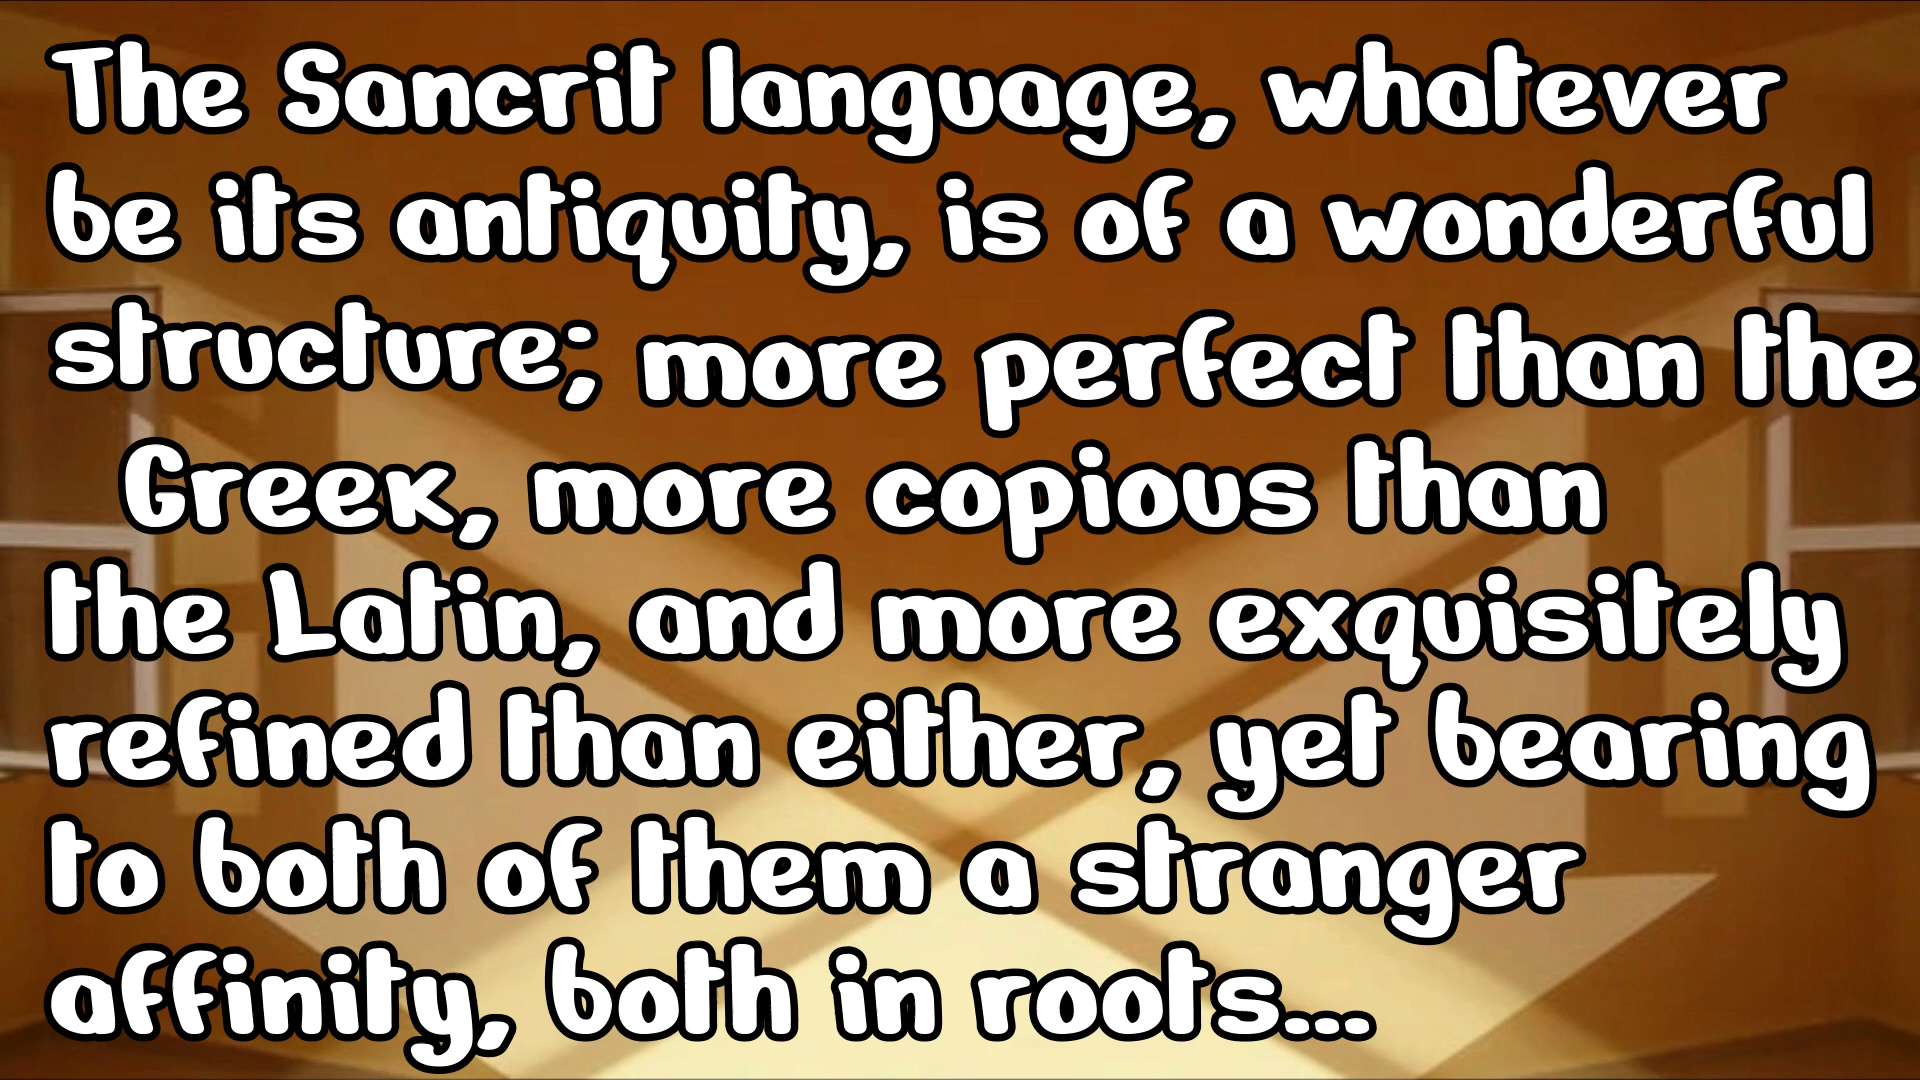 The Sancrit language, whatever
be its antiquity, is of a wonderful
structure; more perfect than the
Greek, more copious than
the Latin, and more exquisitely
refined than either, yet bearing
to both of them a stranger
affinity, both in roots...